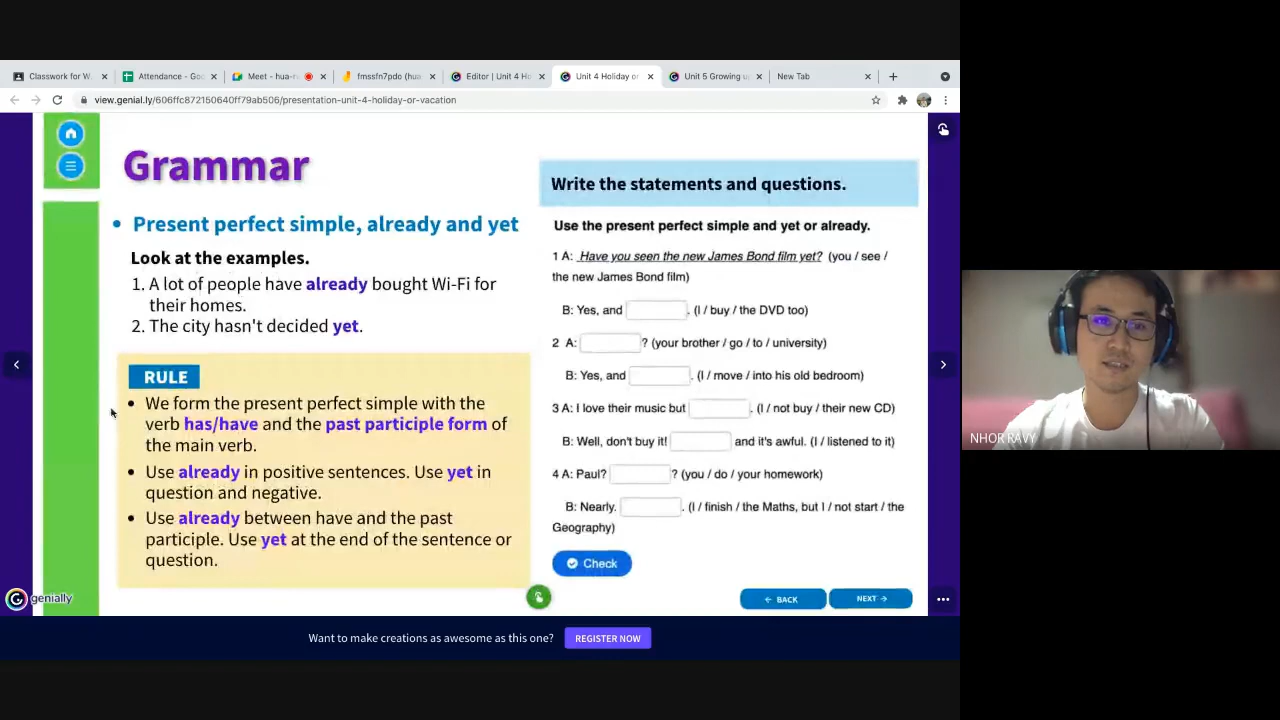 Classwork for W
Attendance - Goo
Meet - hua-n
fmssfn7pdo (hua
Editor | Unit 4 Ho
Unit 4 Holiday or
Unit 5 Growing u
New Tab
view.genial.ly/606ffc872150640ff79ab506/presentation-unit-4-holiday-or-vacation
Grammar
• Present perfect simple, already and yet
Look at the examples.
1. A lot of people have already bought Wi-Fi for
their homes.
2. The city hasn't decided yet.
RULE
• We form the present perfect simple with the
verb has/have and the past participle form of
the main verb.
• Use already in positive sentences. Use yet in
question and negative.
• Use already between have and the past
participle. Use yet at the end of the sentence or
question.
Write the statements and questions.
Use the present perfect simple and yet or already.
1 A: Have you seen the new James Bond film yet? (you / see /
the new James Bond film)
B: Yes, and . (I / buy / the DVD too)
2 A: ? (your brother / go / to / university)
B: Yes, and . (I / move / into his old bedroom)
3 A: I love their music but . (I / not buy / their new CD)
B: Well, don't buy it! and it's awful. (I / listened to it)
4 A: Paul? ? (you / do / your homework)
B: Nearly. . (I / finish / the Maths, but I / not start / the
Geography)
Check
BACK
NEXT
genially
Want to make creations as awesome as this one? REGISTER NOW
NHOR RAVY